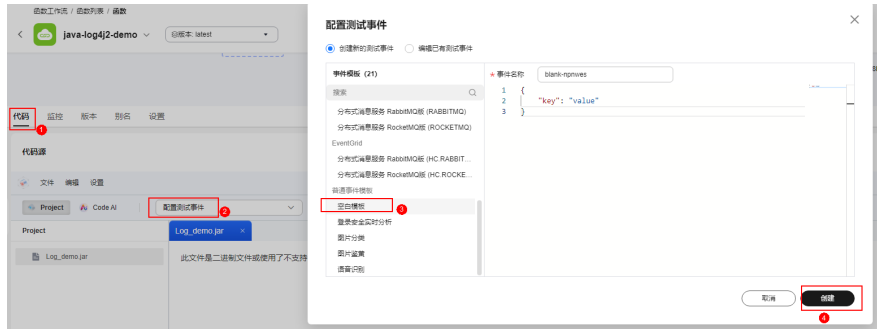 函数工作流 / 函数列表 / 函数
java-log4j2-demo
版本: latest
代码
监控
版本
别名
设置
1
代码源
文件
编辑
设置
Project
Code AI
配置测试事件
2
Project
Log_demo.jar
Log_demo.jar
此文件是二进制文件或使用了不支持
配置测试事件
创建新的测试事件
编辑已有测试事件
事件模板 (21)
搜索
分布式消息服务 RabbitMQ版 (RABBITMQ)
分布式消息服务 RocketMQ版 (ROCKETMQ)
EventGrid
分布式消息服务 RabbitMQ版 (HC.RABBIT...
分布式消息服务 RocketMQ版 (HC.ROCKE...
普通事件模板
空白模板
3
登录安全实时分析
图片分类
图片鉴黄
语音识别
* 事件名称
blank-npnwes
1 {
2 "key": "value"
3 }
取消
创建
4